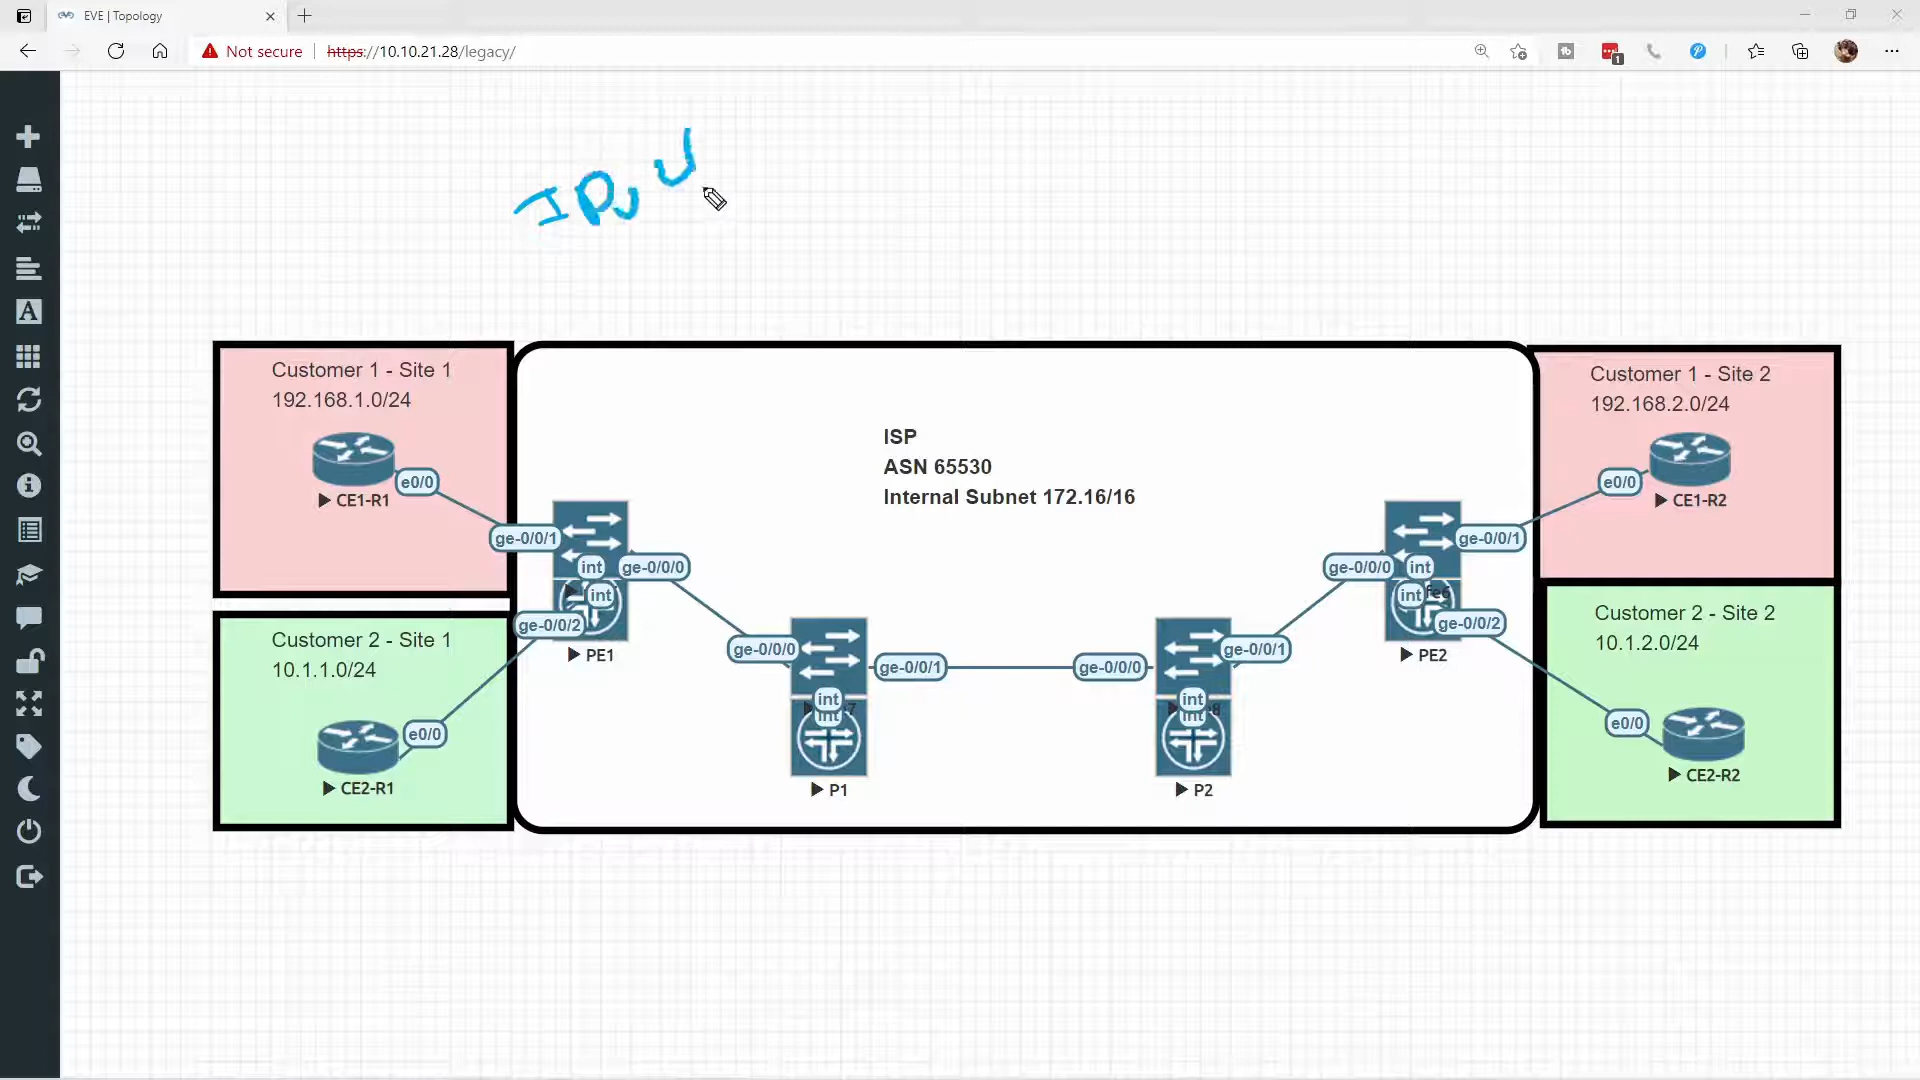 EVE | Topology
Not secure https://10.10.21.28/legacy/
1
IPv
Customer 1 - Site 1
192.168.1.0/24
CE1-R1
e0/0
Customer 2 - Site 1
10.1.1.0/24
CE2-R1
e0/0
ISP
ASN 65530
Internal Subnet 172.16/16
ge-0/0/1
int
ge-0/0/0
int
ge-0/0/2
PE1
ge-0/0/0
ge-0/0/1
int
int
P1
ge-0/0/0
ge-0/0/1
int
int
P2
ge-0/0/0
int
ge-0/0/1
int
ge-0/0/2
PE2
Customer 1 - Site 2
192.168.2.0/24
e0/0
CE1-R2
Customer 2 - Site 2
10.1.2.0/24
e0/0
CE2-R2